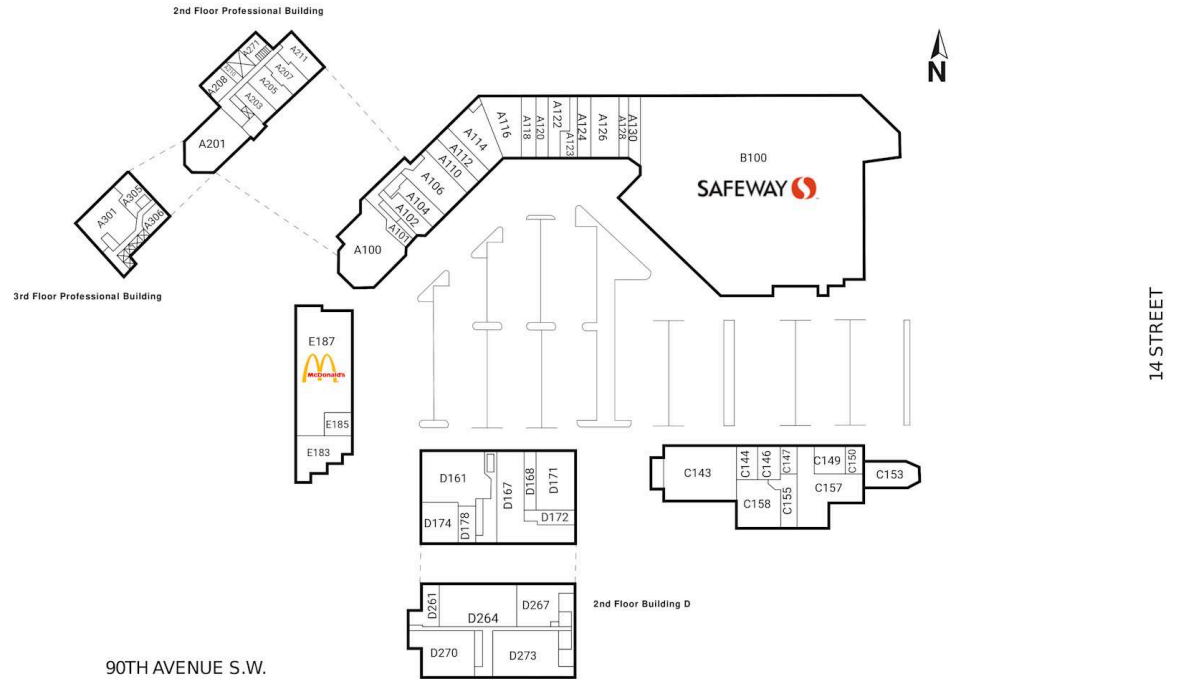 2nd Floor Professional Building
A271
A211
A210
A207
A208
A205
A203
A201
A305
A301
A306
3rd Floor Professional Building
N
A116
A118
A120
A122
A123
A124
A126
A128
A130
A114
A112
A110
A106
A104
A102
A101
A100
B100
SAFEWAY
14 STREET
E187
McDonald's
E185
E183
D161
D167
D168
D171
D172
D174
D178
C143
C144
C146
C147
C149
C150
C153
C155
C157
C158
D261
D264
D267
2nd Floor Building D
D270
D273
90TH AVENUE S.W.